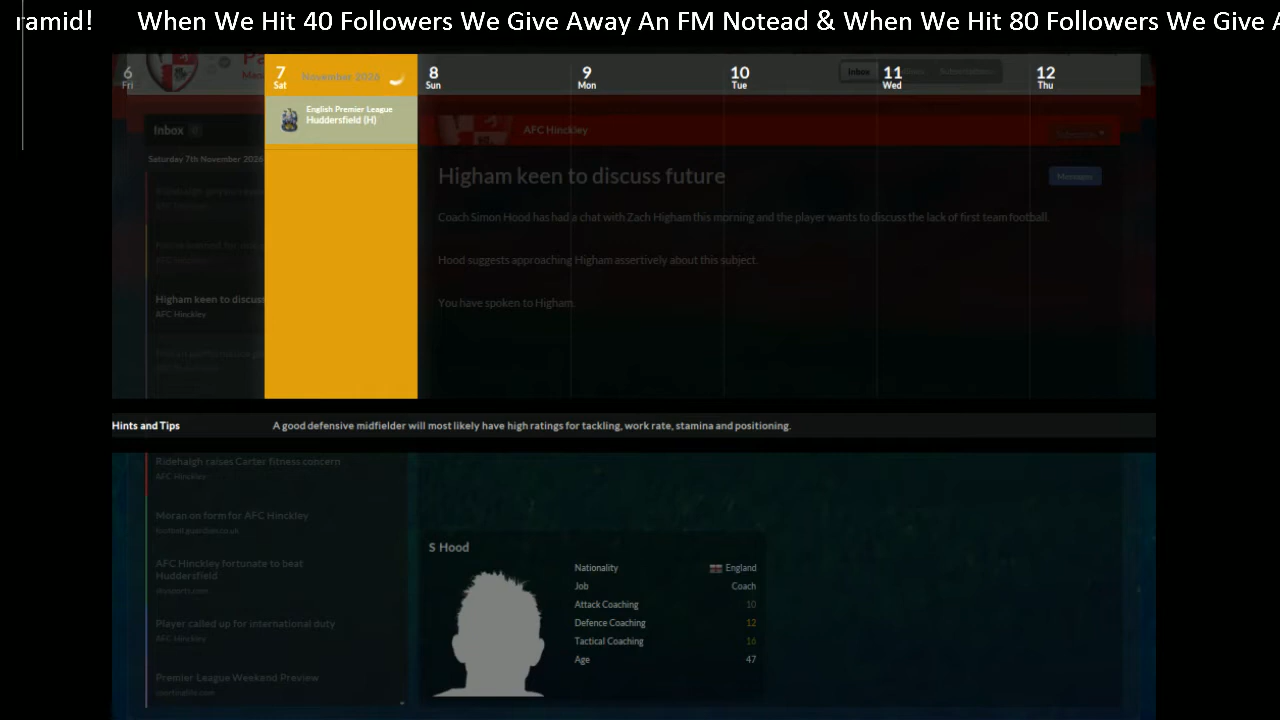 ramid! When We Hit 40 Followers We Give Away An FM Notead & When We Hit 80 Followers We Give A
6 Fri
7 Sat November 2026
8 Sun
9 Mon
10 Tue
11 Wed
12 Thu
Inbox
English Premier League
Huddersfield (H)
Inbox 0
AFC Hinckley
Saturday 7th November 2026
Higham keen to discuss future
Messages
Coach Simon Hood has had a chat with Zach Higham this morning and the player wants to discuss the lack of first team football.
Hood suggests approaching Higham assertively about this subject.
You have spoken to Higham.
AFC Hinckley
AFC Hinckley
Higham keen to discuss
AFC Hinckley
Hints and Tips A good defensive midfielder will most likely have high ratings for tackling, work rate, stamina and positioning.
Ridehalgh raises Carter fitness concern
AFC Hinckley
Moran on form for AFC Hinckley
football.guardian.co.uk
AFC Hinckley fortunate to beat
Huddersfield
skysports.com
Player called up for international duty
AFC Hinckley
Premier League Weekend Preview
sportinglife.com
S Hood
Nationality England
Job Coach
Attack Coaching 10
Defence Coaching 12
Tactical Coaching 16
Age 47